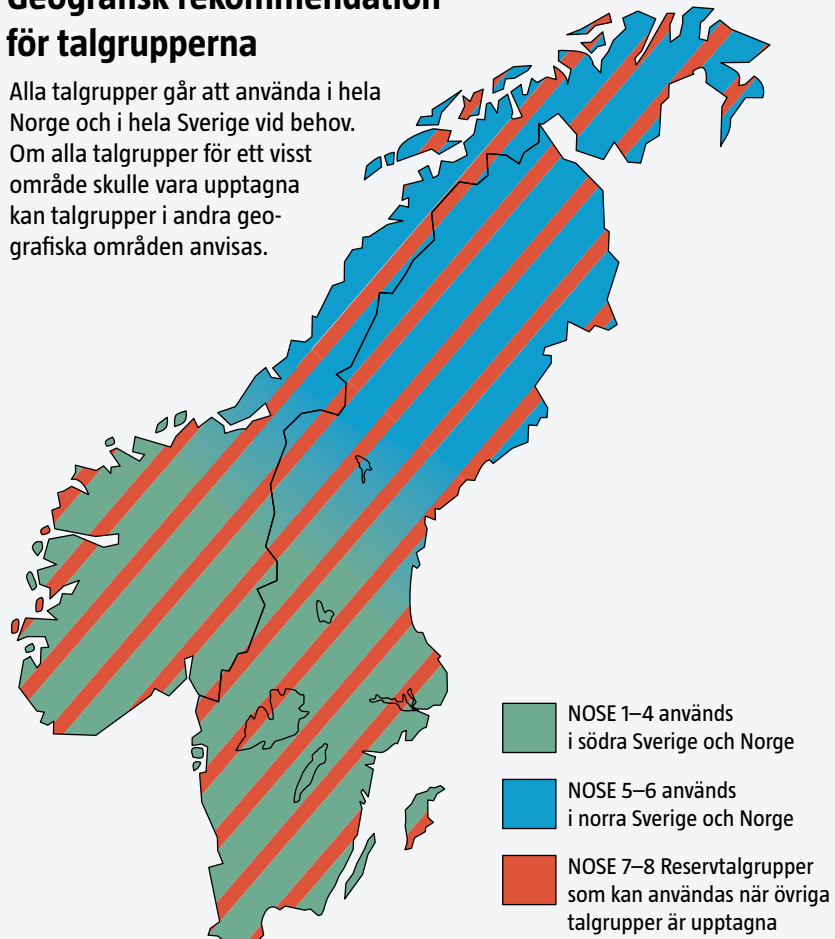 Geografisk rekommendation
för talgrupperna
Alla talgrupper går att använda i hela
Norge och i hela Sverige vid behov.
Om alla talgrupper för ett visst
område skulle vara upptagna
kan talgrupper i andra geo-
grafiska områden anvisas.
NOSE 1–4 används
i södra Sverige och Norge
NOSE 5–6 används
i norra Sverige och Norge
NOSE 7–8 Reservtalgrupper
som kan användas när övriga
talgrupper är upptagna